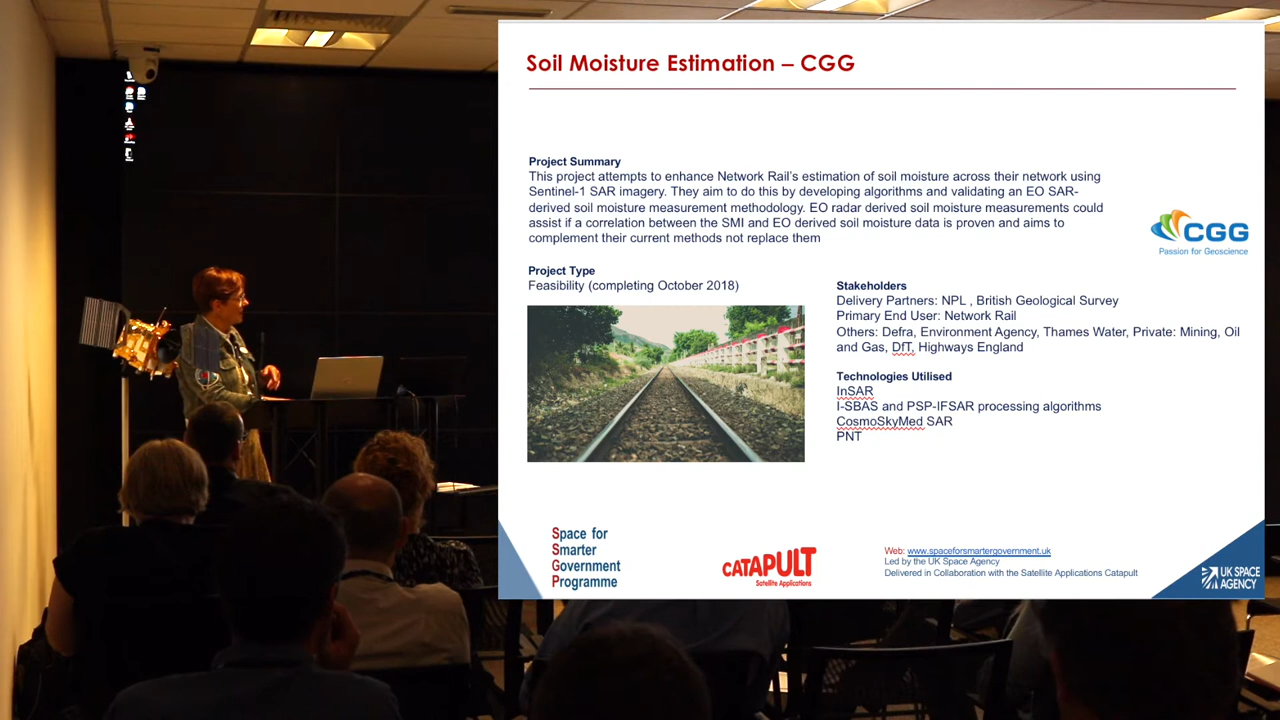 Soil Moisture Estimation – CGG
Project Summary
This project attempts to enhance Network Rail's estimation of soil moisture across their network using
Sentinel-1 SAR imagery. They aim to do this by developing algorithms and validating an EO SAR-
derived soil moisture measurement methodology. EO radar derived soil moisture measurements could
assist if a correlation between the SMI and EO derived soil moisture data is proven and aims to
complement their current methods not replace them
CGG
Passion for Geoscience
Project Type
Feasibility (completing October 2018)
Stakeholders
Delivery Partners: NPL , British Geological Survey
Primary End User: Network Rail
Others: Defra, Environment Agency, Thames Water, Private: Mining, Oil
and Gas, DfT, Highways England
Technologies Utilised
InSAR
I-SBAS and PSP-IFSAR processing algorithms
CosmoSkyMed SAR
PNT
Space for
Smarter
Government
Programme
CATAPULT
Satellite Applications
Web: www.spaceforsmartergovernment.uk
Led by the UK Space Agency
Delivered in Collaboration with the Satellite Applications Catapult
UK SPACE
AGENCY